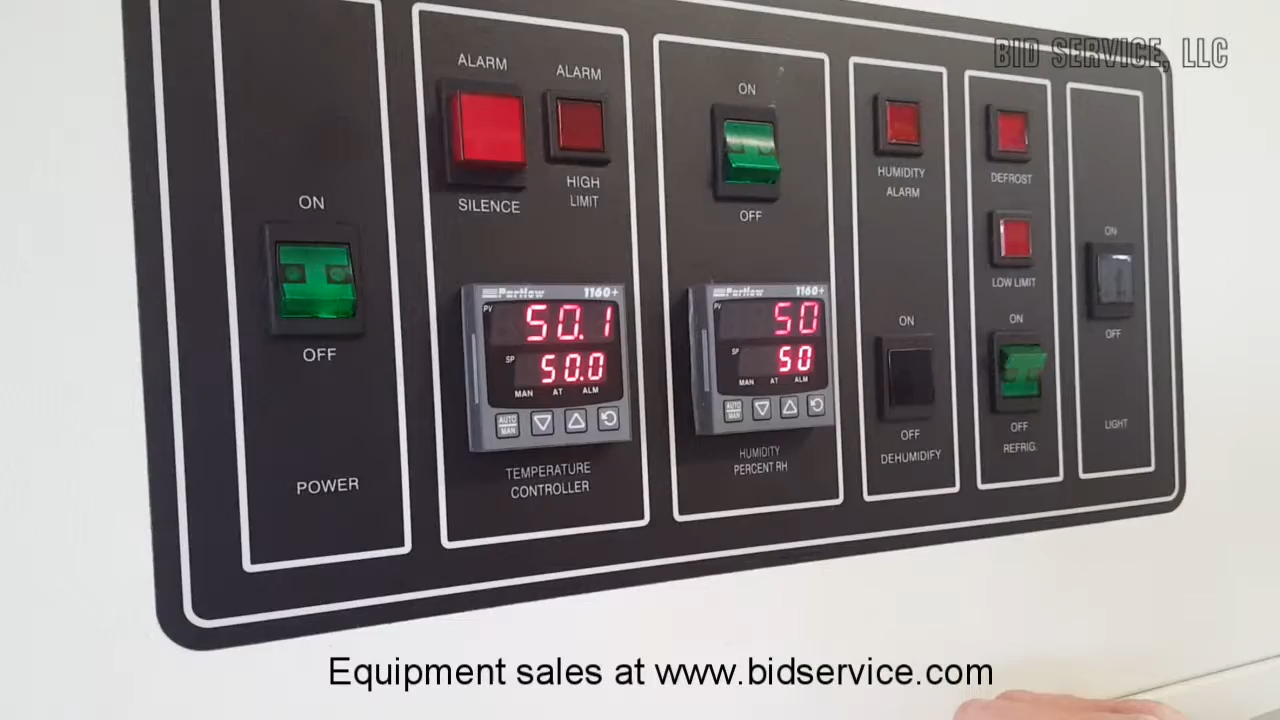 BID SERVICE, LLC
ON
OFF
POWER
ALARM
SILENCE
ALARM
HIGH
LIMIT
Partlow 1160+
PV
50.1
SP
50.0
MAN AT ALM
AUTO
MAN
TEMPERATURE
CONTROLLER
ON
OFF
Partlow 1160+
PV
50
SP
50
MAN AT ALM
AUTO
MAN
HUMIDITY
PERCENT RH
HUMIDITY
ALARM
ON
OFF
DEHUMIDIFY
DEFROST
LOW LIMIT
ON
OFF
REFRIG.
ON
OFF
LIGHT
Equipment sales at www.bidservice.com